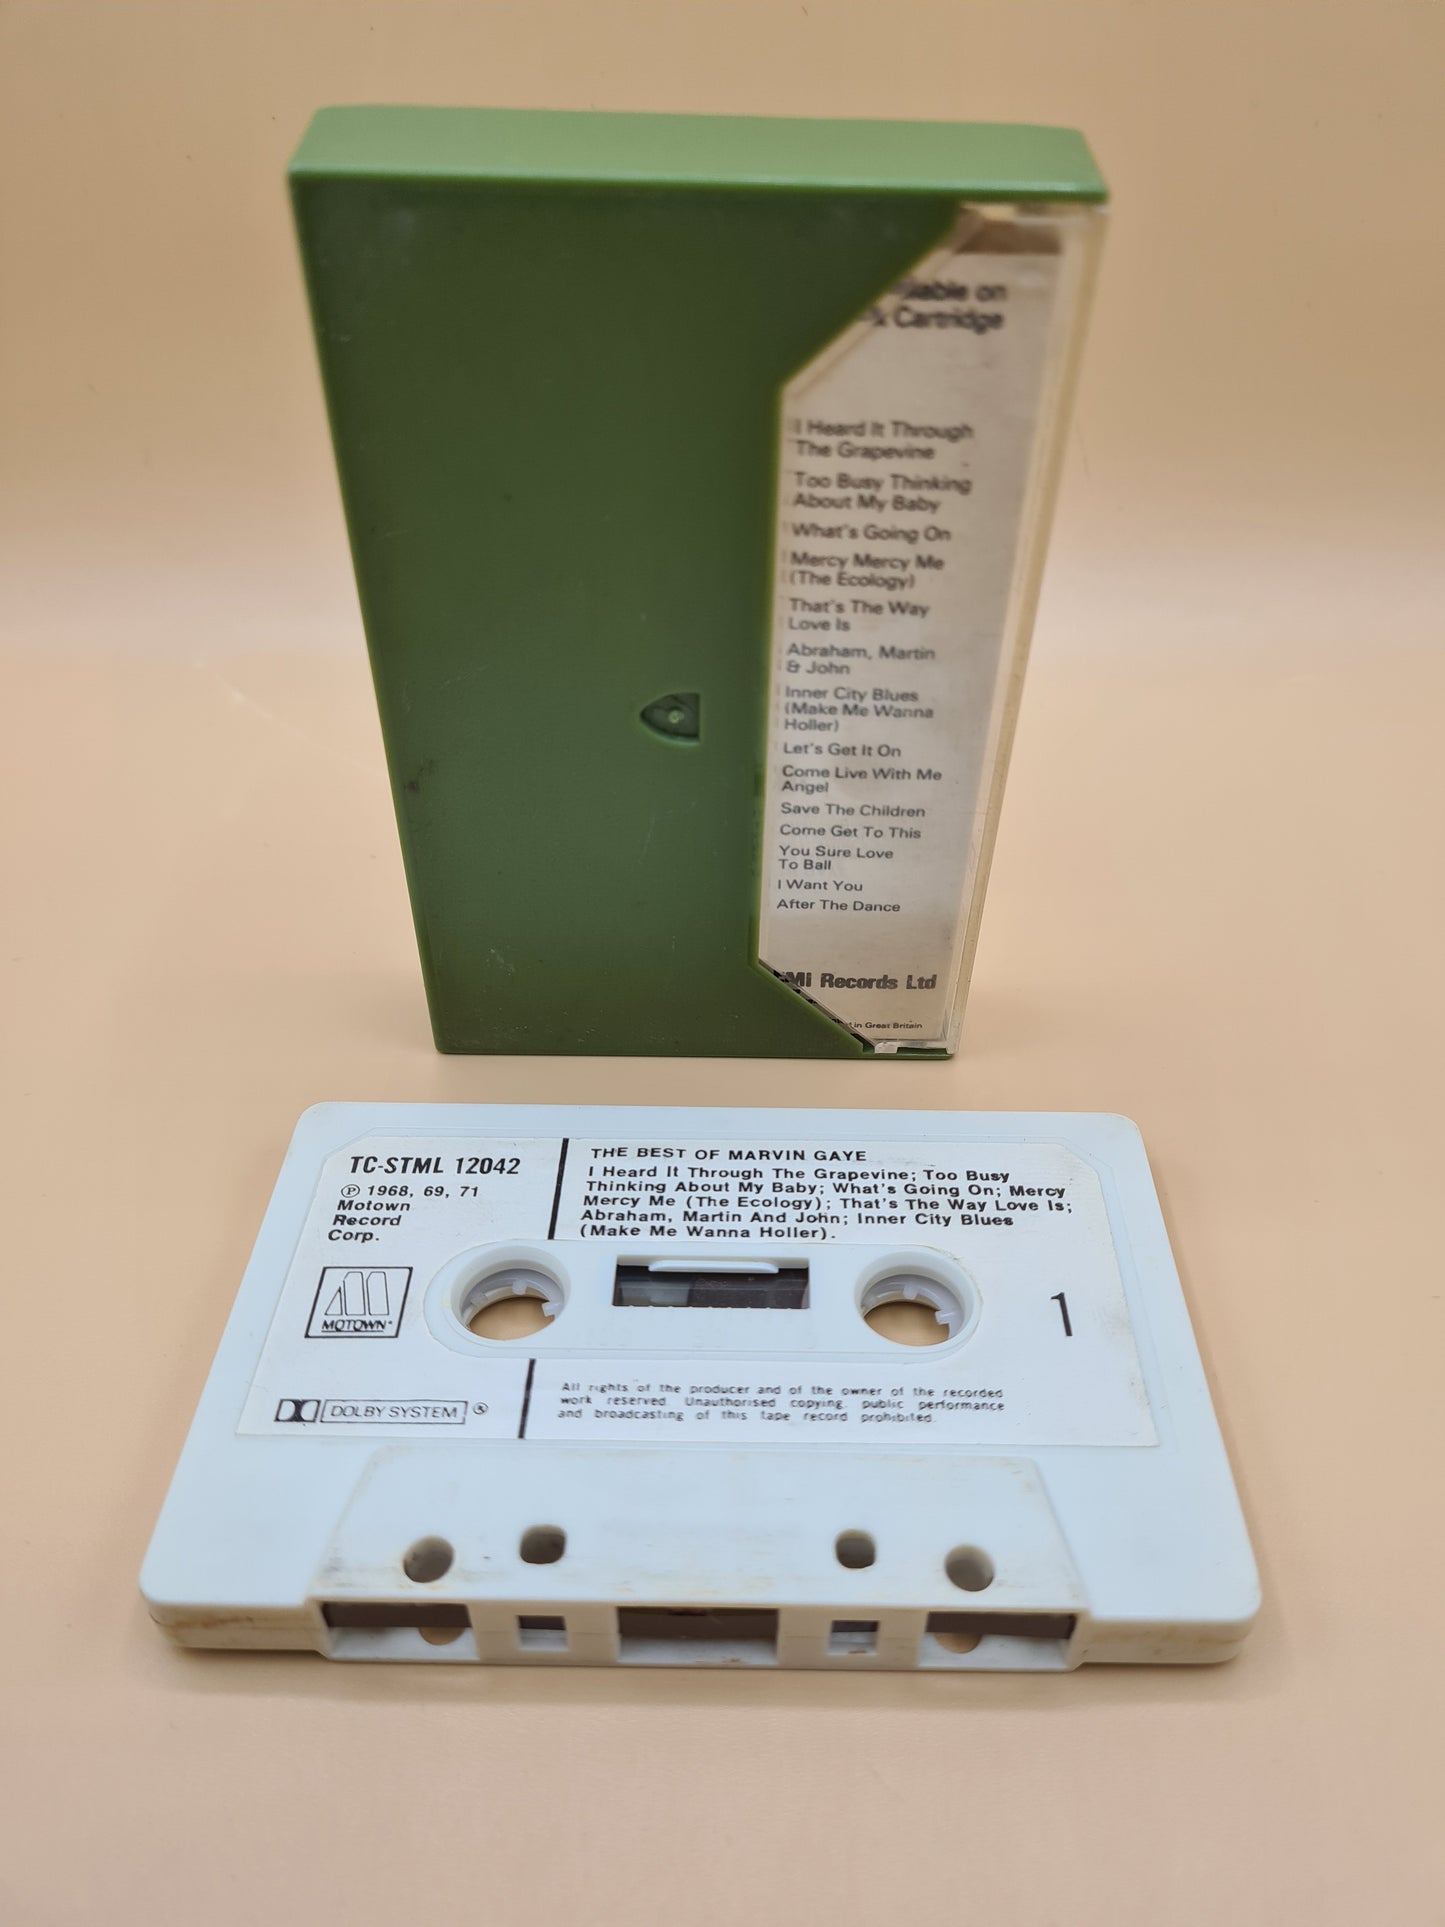 & Cartridge
I Heard It Through
The Grapevine
Too Busy Thinking
About My Baby
What's Going On
Mercy Mercy Me
(The Ecology)
That's The Way
Love Is
Abraham, Martin
& John
Inner City Blues
(Make Me Wanna
Holler)
Let's Get It On
Come Live With Me
Angel
Save The Children
Come Get To This
You Sure Love
To Ball
I Want You
After The Dance
Records Ltd
in Great Britain
TC-STML 12042
℗ 1968, 69, 71
Motown
Record
Corp.
MOTOWN
DOLBY SYSTEM ®
THE BEST OF MARVIN GAYE
I Heard It Through The Grapevine; Too Busy
Thinking About My Baby; What's Going On; Mercy
Mercy Me (The Ecology); That's The Way Love Is;
Abraham, Martin And John; Inner City Blues
(Make Me Wanna Holler).
1
All rights of the producer and of the owner of the recorded
work reserved. Unauthorised copying. public performance
and broadcasting of this tape record prohibited.